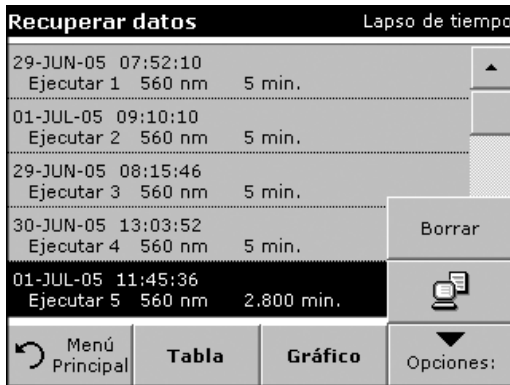 Recuperar datos Lapso de tiempo
29-JUN-05 07:52:10
Ejecutar 1 560 nm 5 min.
01-JUL-05 09:10:10
Ejecutar 2 560 nm 5 min.
29-JUN-05 08:15:46
Ejecutar 3 560 nm 5 min.
30-JUN-05 13:03:52
Ejecutar 4 560 nm 5 min.
Borrar
01-JUL-05 11:45:36
Ejecutar 5 560 nm 2.800 min.
Menú
Principal
Tabla
Gráfico
Opciones: